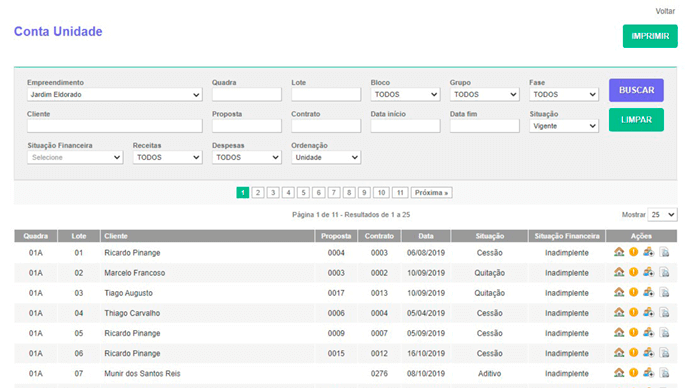 Voltar
Conta Unidade
IMPRIMIR
Empreendimento Quadra Lote Bloco Grupo Fase
Jardim Eldorado TODOS TODOS TODOS BUSCAR
Cliente Proposta Contrato Data início Data fim Situação
Vigente LIMPAR
Situação Financeira Receitas Despesas Ordenação
Selecione TODOS TODOS Unidade
1 2 3 4 5 6 7 8 9 10 11 Próxima »
Página 1 de 11 - Resultados de 1 a 25 Mostrar 25
Quadra Lote Cliente Proposta Contrato Data Situação Situação Financeira Ações
01A 01 Ricardo Pinange 0004 0003 06/08/2019 Cessão Inadimplente
01A 02 Marcelo Francoso 0003 0002 10/09/2019 Quitação Inadimplente
01A 03 Tiago Augusto 0017 0013 10/09/2019 Quitação Inadimplente
01A 04 Thiago Carvalho 0006 0004 05/04/2019 Cessão Inadimplente
01A 05 Ricardo Pinange 0009 0007 05/09/2019 Cessão Inadimplente
01A 06 Ricardo Pinange 0015 0012 16/10/2019 Cessão Inadimplente
01A 07 Munir dos Santos Reis 0276 08/10/2019 Aditivo Inadimplente